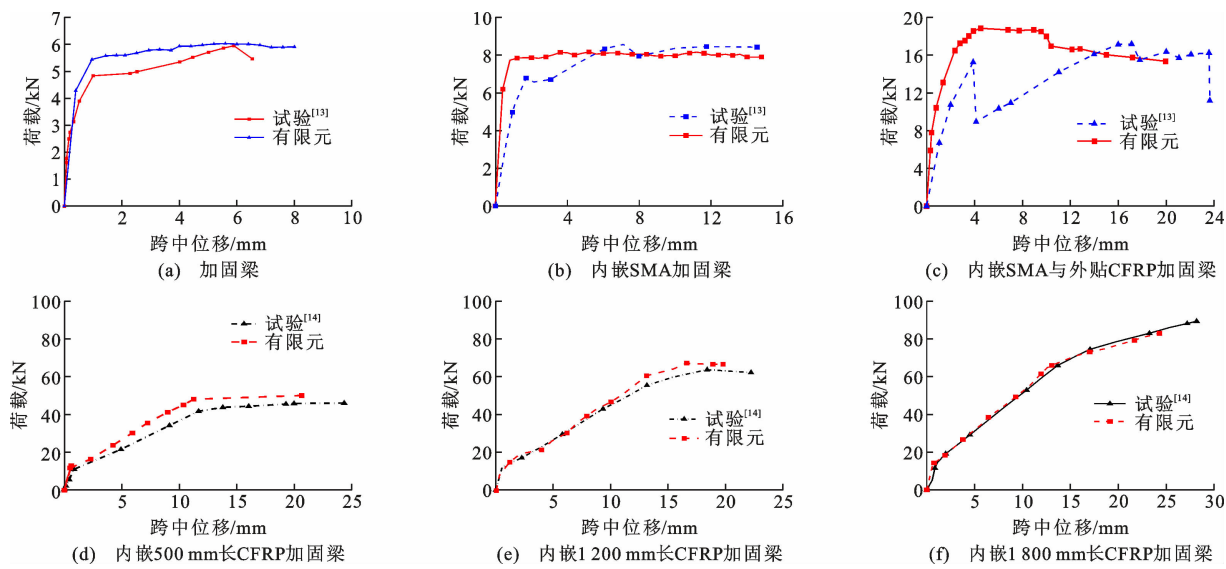 荷载/kN
7
6
5
4
3
2
1
0
试验[13]
有限元
2 4 6 8 10
跨中位移/mm
(a) 加固梁
荷载/kN
10
8
6
4
2
0
试验[13]
有限元
4 8 12 16
跨中位移/mm
(b) 内嵌SMA加固梁
荷载/kN
20
16
12
8
4
0
试验[13]
有限元
4 8 12 16 20 24
跨中位移/mm
(c) 内嵌SMA与外贴CFRP加固梁
荷载/kN
100
80
60
40
20
0
试验[14]
有限元
5 10 15 20 25
跨中位移/mm
(d) 内嵌500 mm长CFRP加固梁
荷载/kN
100
80
60
40
20
0
试验[14]
有限元
5 10 15 20 25
跨中位移/mm
(e) 内嵌1 200 mm长CFRP加固梁
荷载/kN
100
80
60
40
20
0
试验[14]
有限元
5 10 15 20 25 30
跨中位移/mm
(f) 内嵌1 800 mm长CFRP加固梁